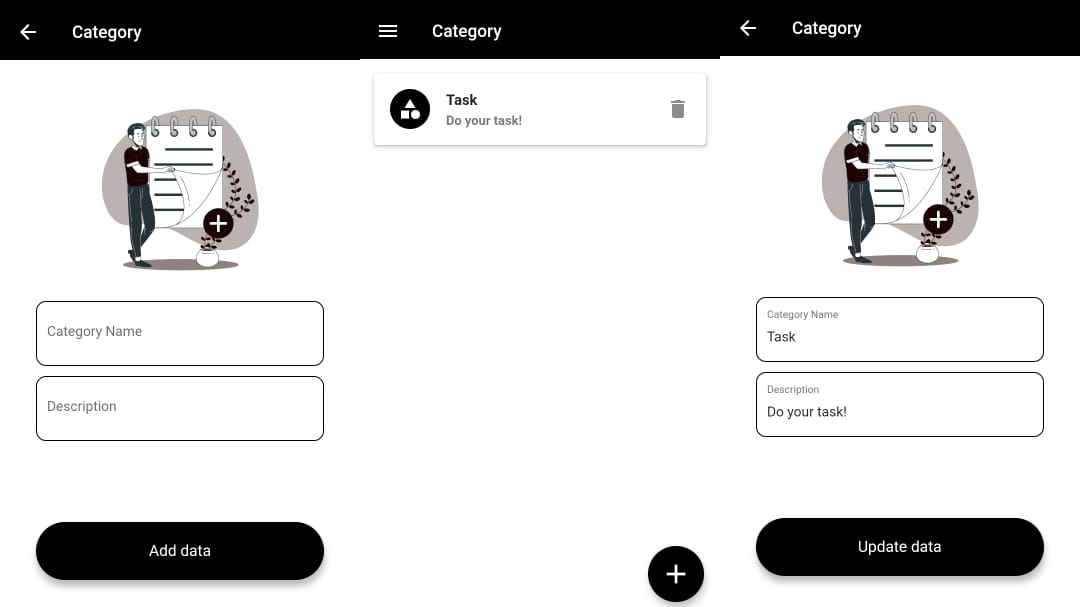 Category
Category Name
Description
Add data
Category
Task
Do your task!
Category
Category Name
Task
Description
Do your task!
Update data